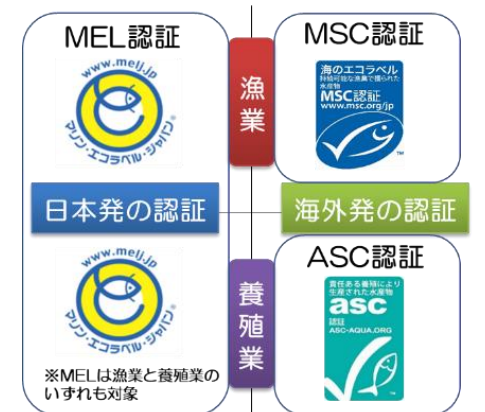 MEL認証
www.melj.jp
マリン・エコラベル・ジャパン
漁業
MSC認証
海のエコラベル
持続可能な漁業で獲られた
水産物
MSC認証
www.msc.org/jp
TM
日本発の認証
海外発の認証
www.melj.jp
マリン・エコラベル・ジャパン
※MELは漁業と養殖業の
いずれも対象
養殖業
ASC認証
責任ある養殖により
生産された水産物
asc
認証
ASC-AQUA.ORG
TM